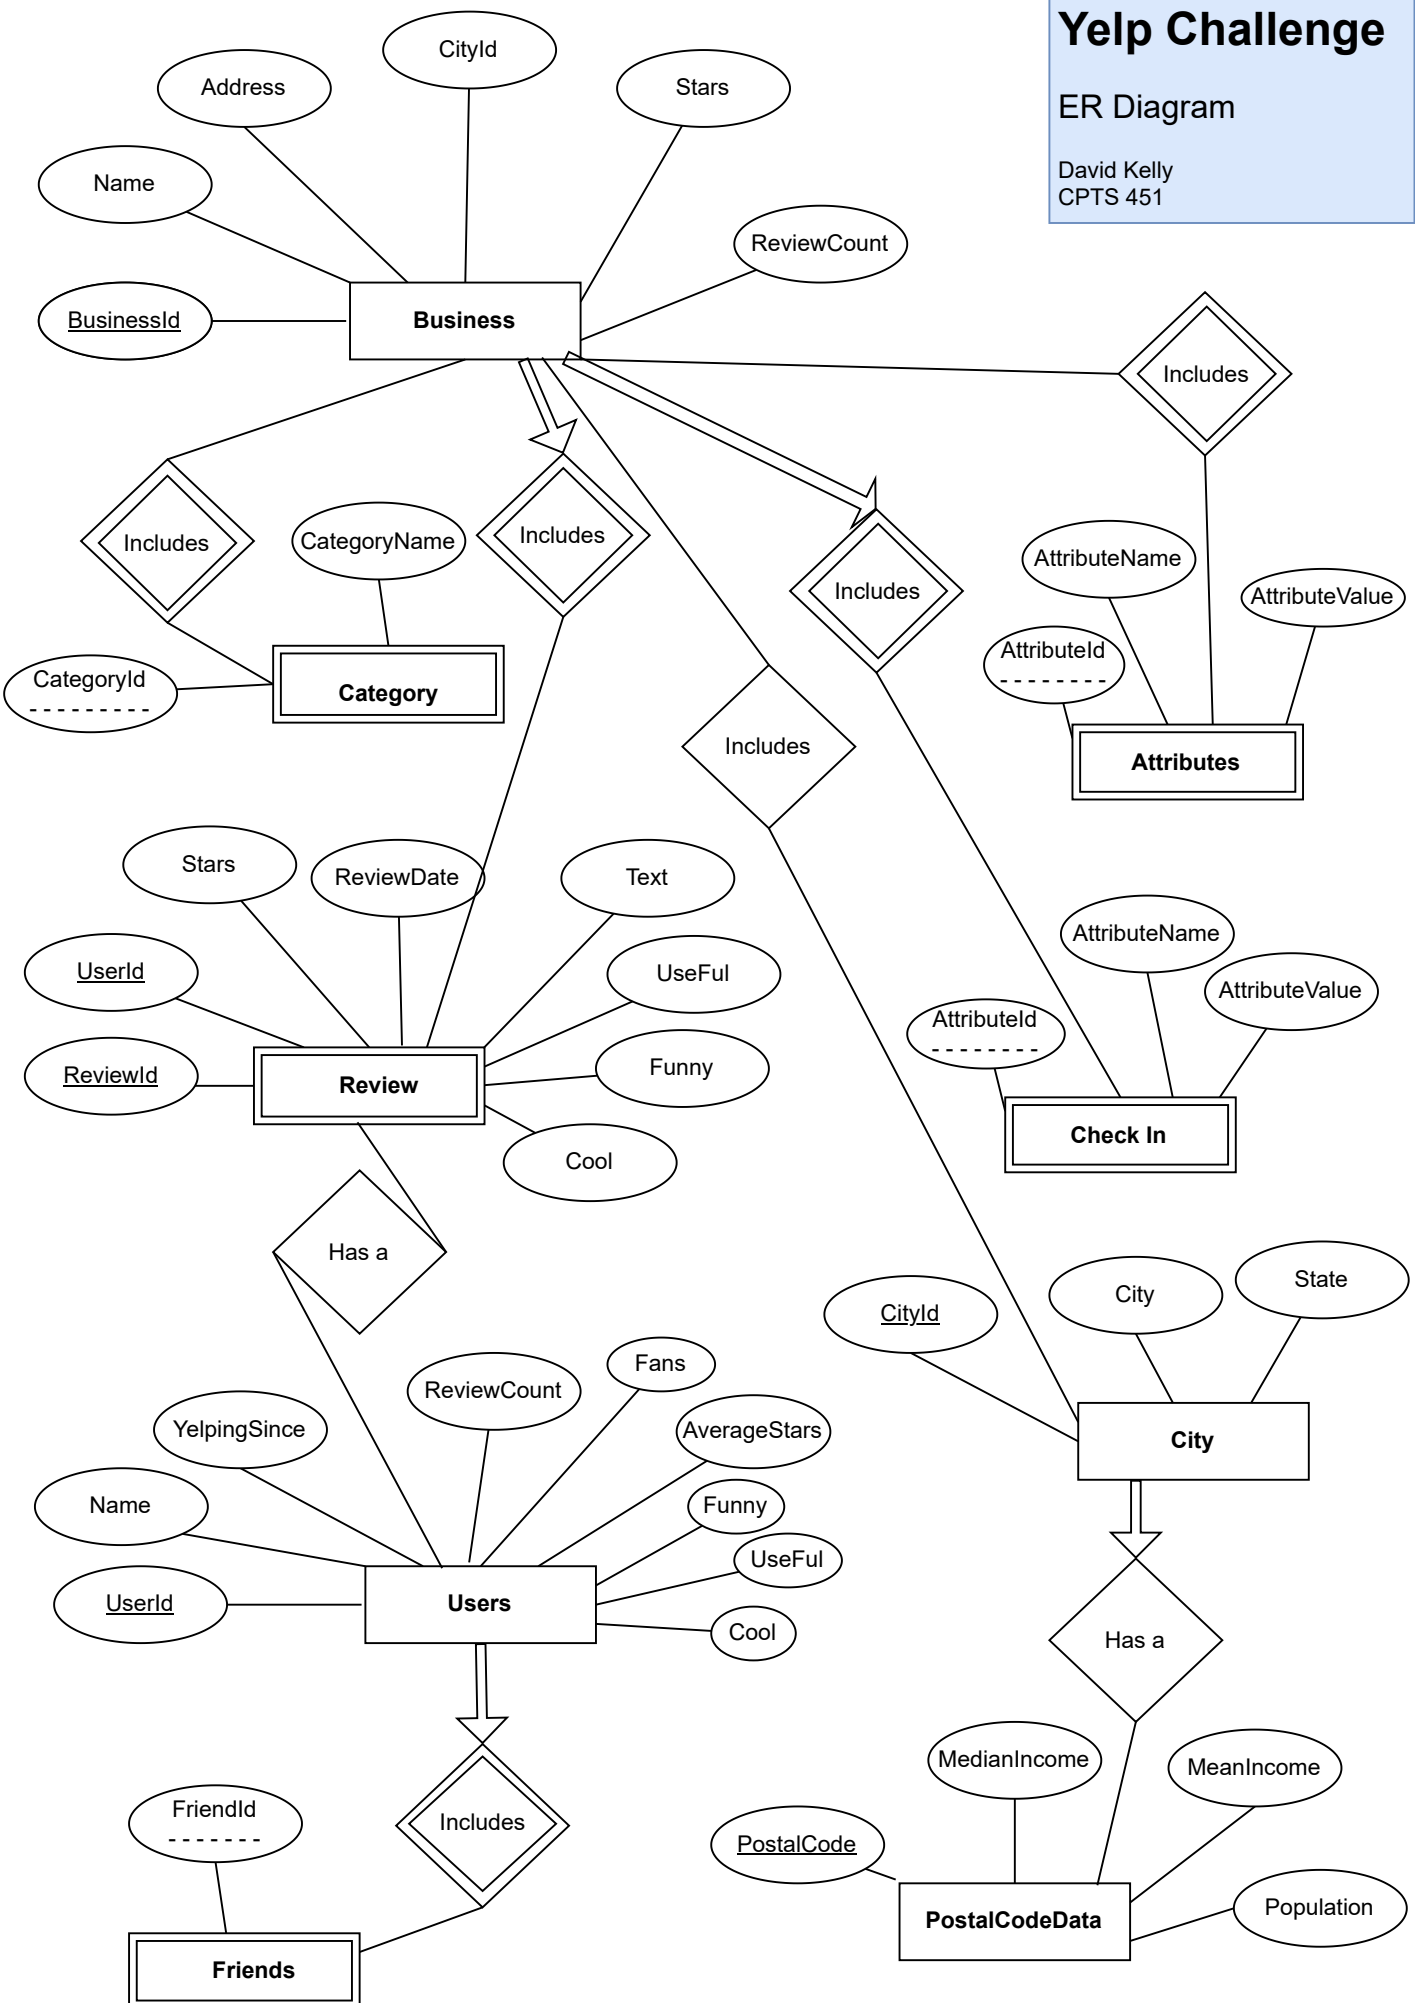 Yelp Challenge
ER Diagram
David Kelly
CPTS 451
CityId
Address
Stars
Name
ReviewCount
BusinessId
Business
Includes
Includes
CategoryName
Includes
Includes
AttributeName
AttributeValue
AttributeId
CategoryId
Category
Includes
Attributes
Stars
ReviewDate
Text
UserId
UseFul
AttributeName
AttributeValue
AttributeId
ReviewId
Review
Funny
Check In
Cool
Has a
CityId
City
State
ReviewCount
Fans
YelpingSince
AverageStars
City
Name
Funny
UseFul
UserId
Users
Cool
Has a
MedianIncome
MeanIncome
FriendId
Includes
PostalCode
PostalCodeData
Population
Friends